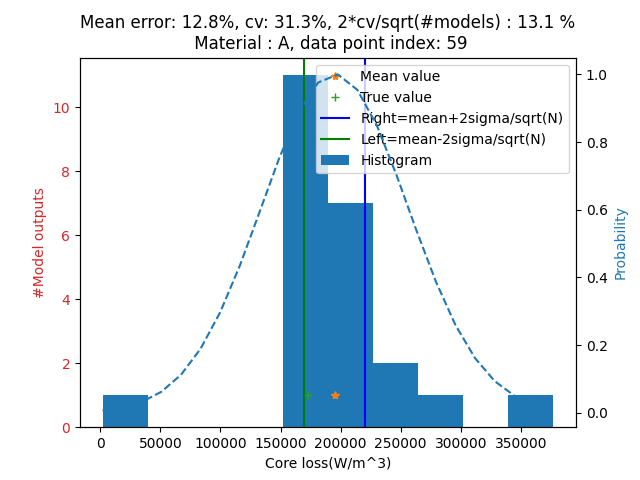 Mean error: 12.8%, cv: 31.3%, 2*cv/sqrt(#models) : 13.1 %
Material : A, data point index: 59
Mean value
True value
Right=mean+2sigma/sqrt(N)
Left=mean-2sigma/sqrt(N)
Histogram
#Model outputs
10
8
6
4
2
0
1.0
0.8
0.6
0.4
0.2
0.0
Probability
0 50000 100000 150000 200000 250000 300000 350000
Core loss(W/m^3)